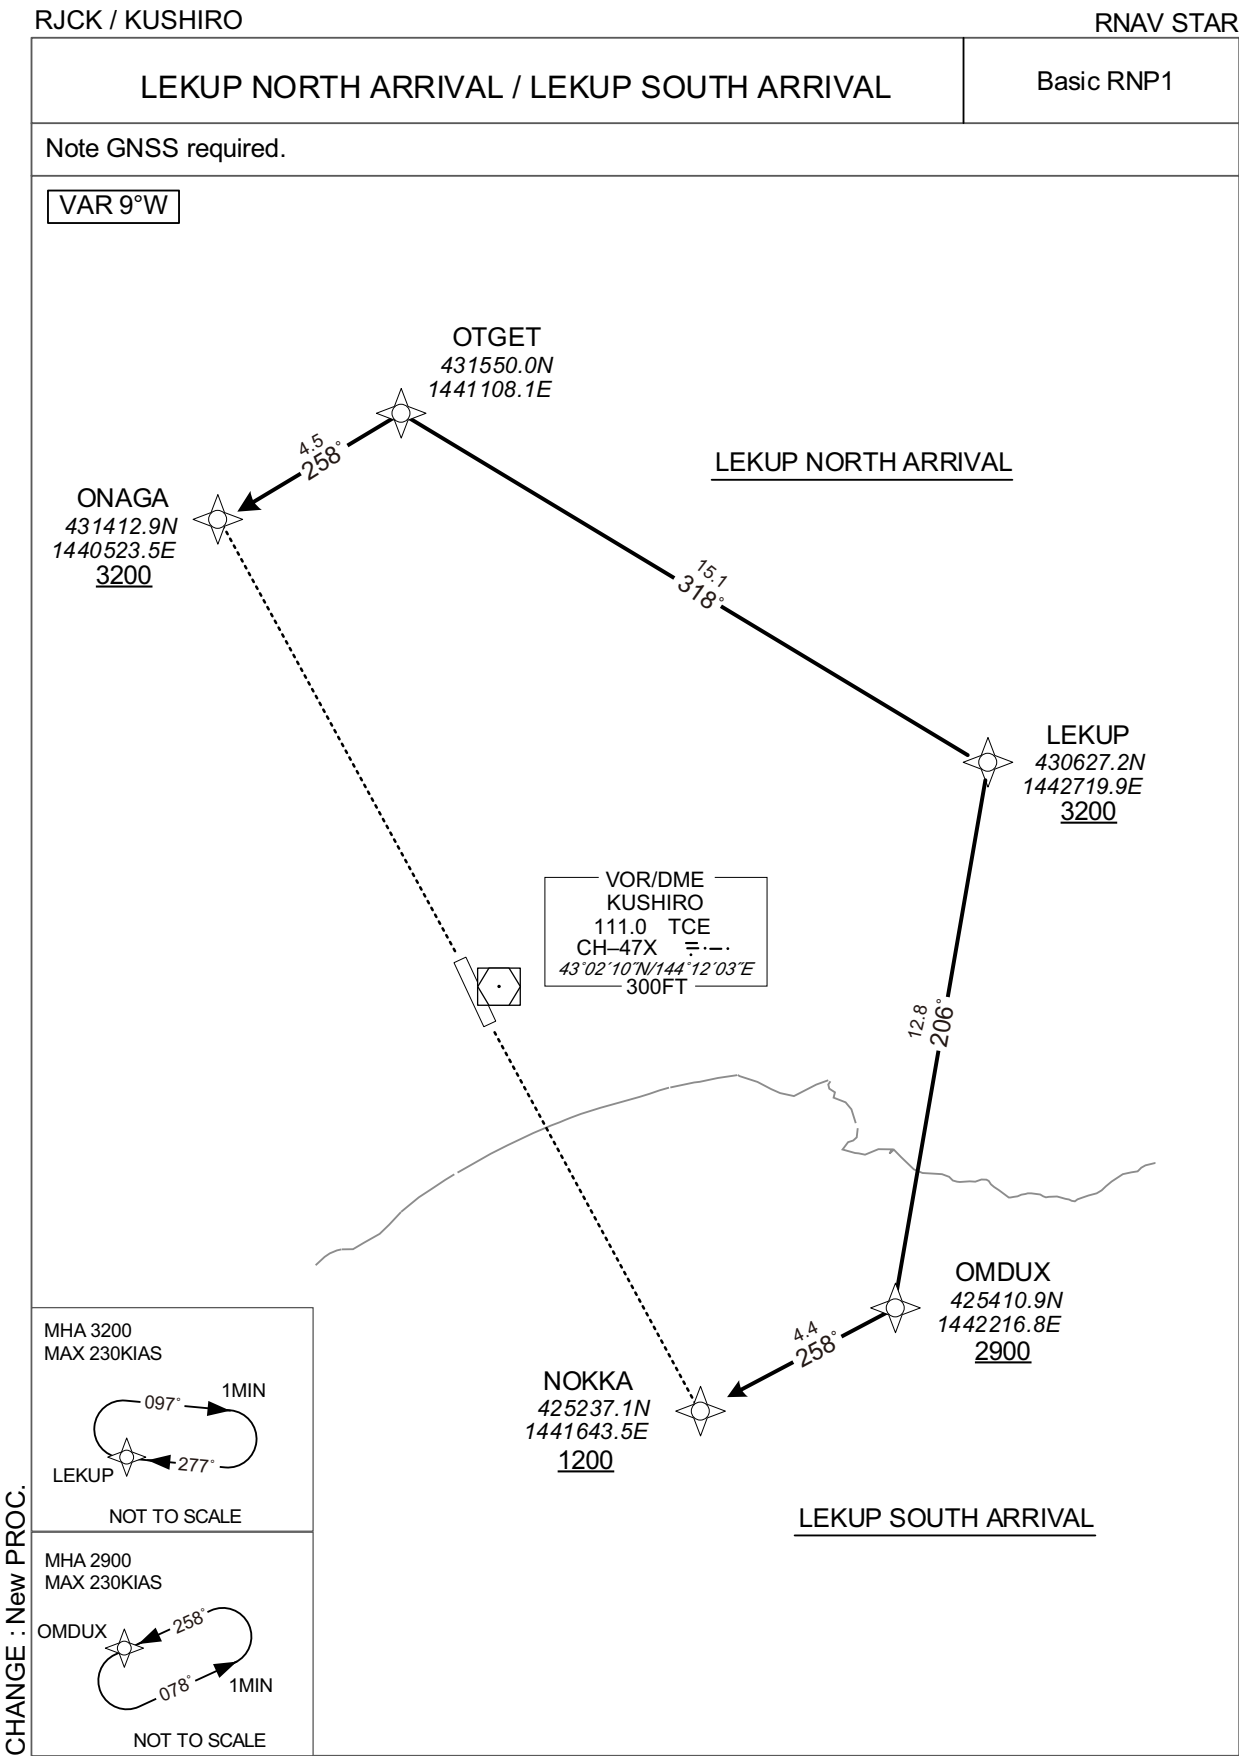 RJCK / KUSHIRO
RNAV STAR
LEKUP NORTH ARRIVAL / LEKUP SOUTH ARRIVAL
Basic RNP1
Note GNSS required.
VAR 9°W
OTGET
431550.0N
1441108.1E
4.5
258°
LEKUP NORTH ARRIVAL
ONAGA
431412.9N
1440523.5E
3200
15.1
318°
LEKUP
430627.2N
1442719.9E
3200
VOR/DME
KUSHIRO
111.0 TCE
CH–47X
43°02′10″N/144°12′03″E
300FT
12.8
206°
OMDUX
425410.9N
1442216.8E
2900
4.4
258°
NOKKA
425237.1N
1441643.5E
1200
LEKUP SOUTH ARRIVAL
MHA 3200
MAX 230KIAS
097°
1MIN
277°
LEKUP
NOT TO SCALE
MHA 2900
MAX 230KIAS
OMDUX
258°
078°
1MIN
NOT TO SCALE
CHANGE : New PROC.